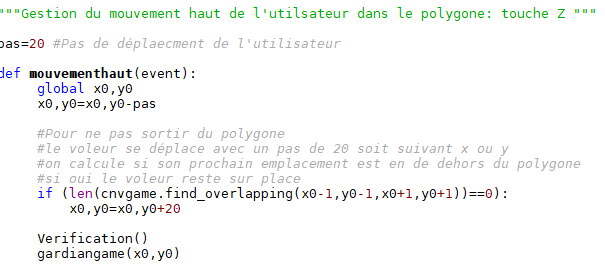 """Gestion du mouvement haut de l'utilsateur dans le polygone: touche Z """
pas=20 #Pas de déplaecment de l'utilisateur
def mouvementhaut(event):
global x0,y0
x0,y0=x0,y0-pas
#Pour ne pas sortir du polygone
#le voleur se déplace avec un pas de 20 soit suivant x ou y
#on calcule si son prochain emplacement est en de dehors du polygone
#si oui le voleur reste sur place
if (len(cnvgame.find_overlapping(x0-1,y0-1,x0+1,y0+1))==0):
x0,y0=x0,y0+20
Verification()
gardiangame(x0,y0)